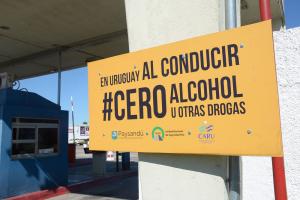 EN URUGUAY AL CONDUCIR
#CERO ALCOHOL
U OTRAS DROGAS
Paysandú
CARU